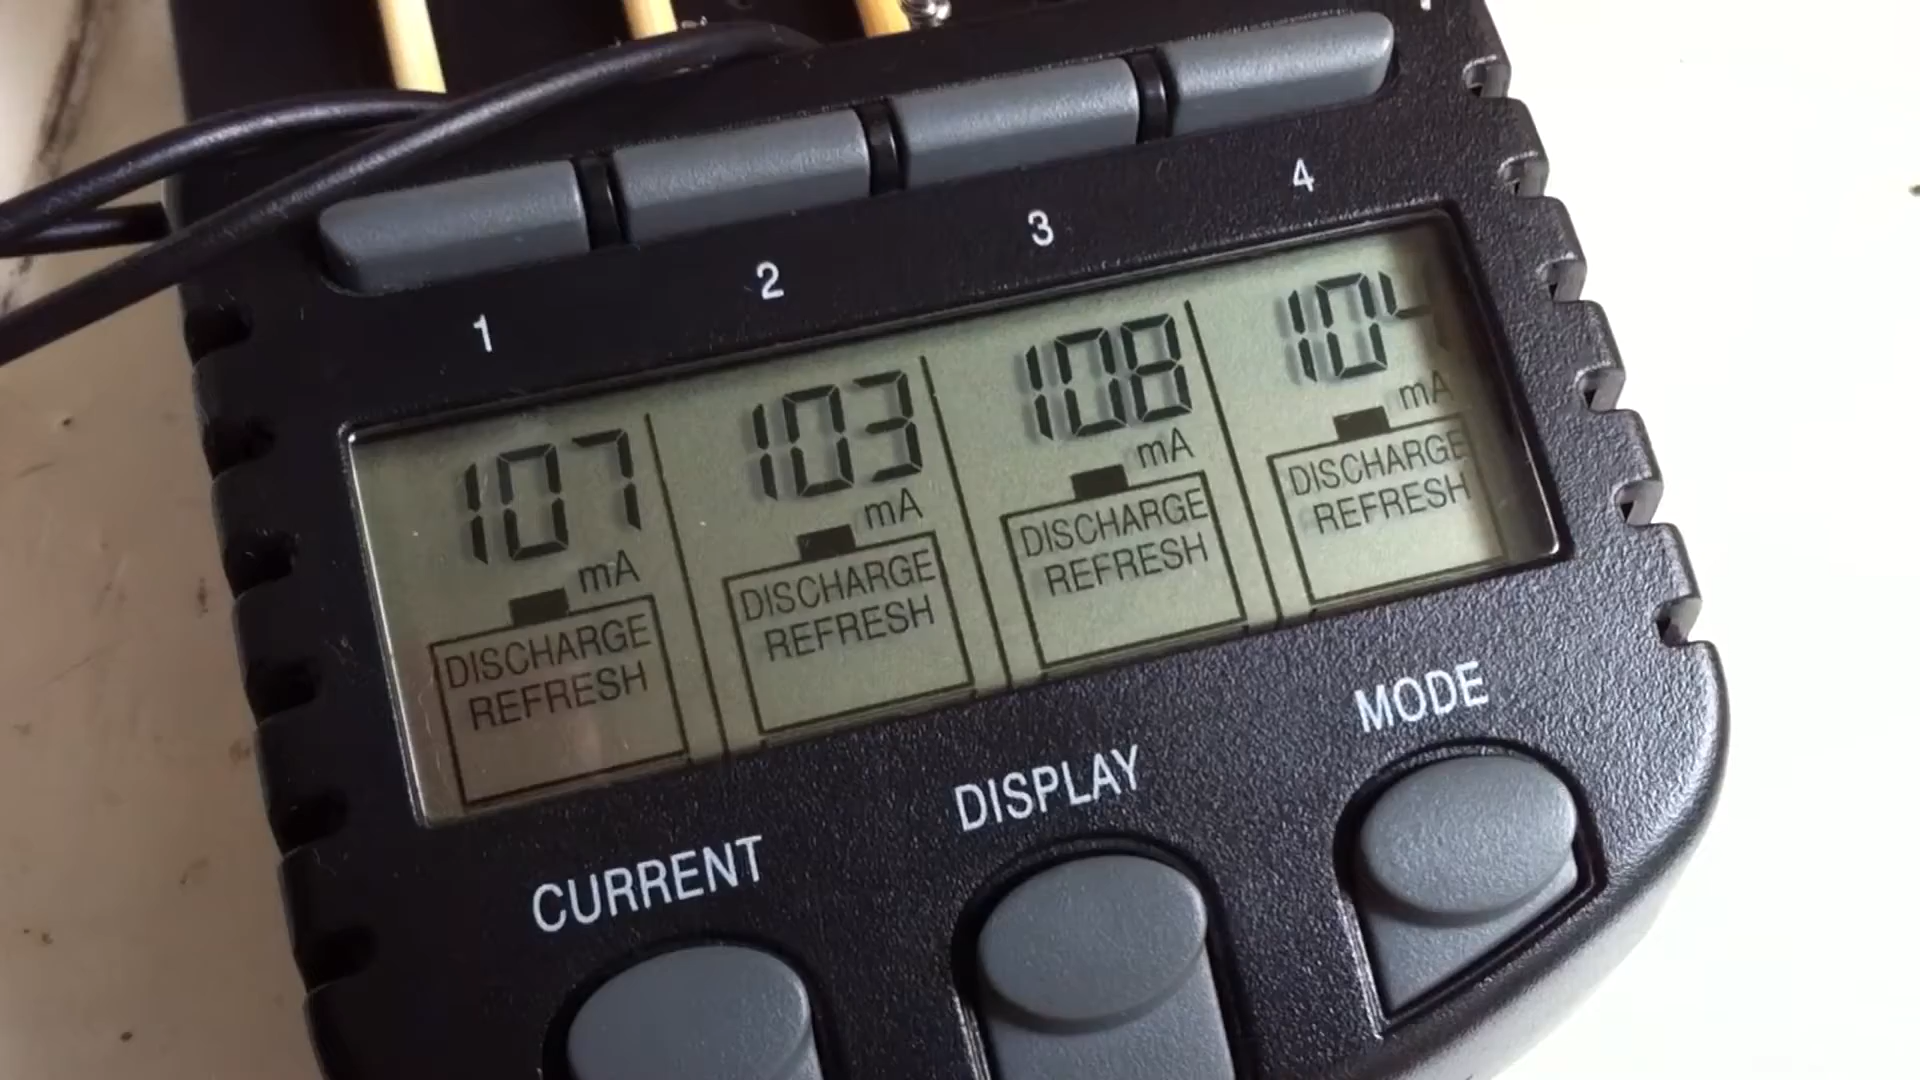 1 2 3 4
107 mA
DISCHARGE
REFRESH
103 mA
DISCHARGE
REFRESH
108 mA
DISCHARGE
REFRESH
104 mA
DISCHARGE
REFRESH
CURRENT
DISPLAY
MODE